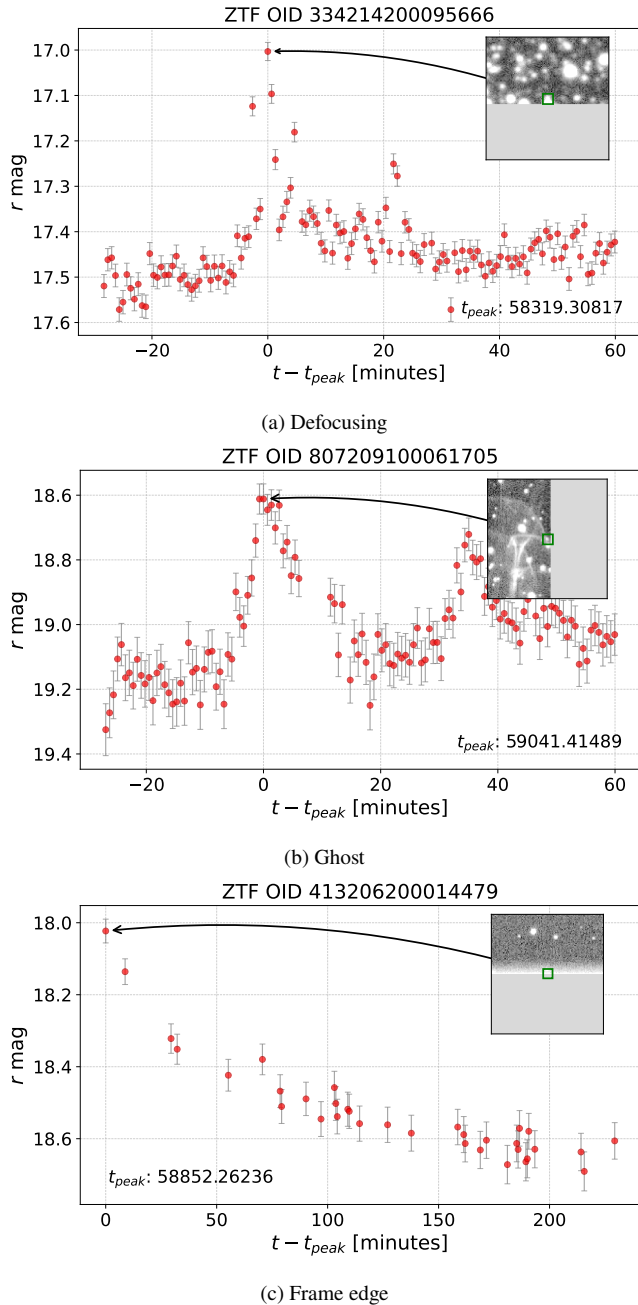 ZTF OID 334214200095666
17.0
17.1
17.2
17.3
17.4
17.5
17.6
r mag
t_peak: 58319.30817
−20 0 20 40 60
t − t_peak [minutes]
(a) Defocusing
ZTF OID 807209100061705
18.6
18.8
19.0
19.2
19.4
r mag
t_peak: 59041.41489
−20 0 20 40 60
t − t_peak [minutes]
(b) Ghost
ZTF OID 413206200014479
18.0
18.2
18.4
18.6
r mag
t_peak: 58852.26236
0 50 100 150 200
t − t_peak [minutes]
(c) Frame edge